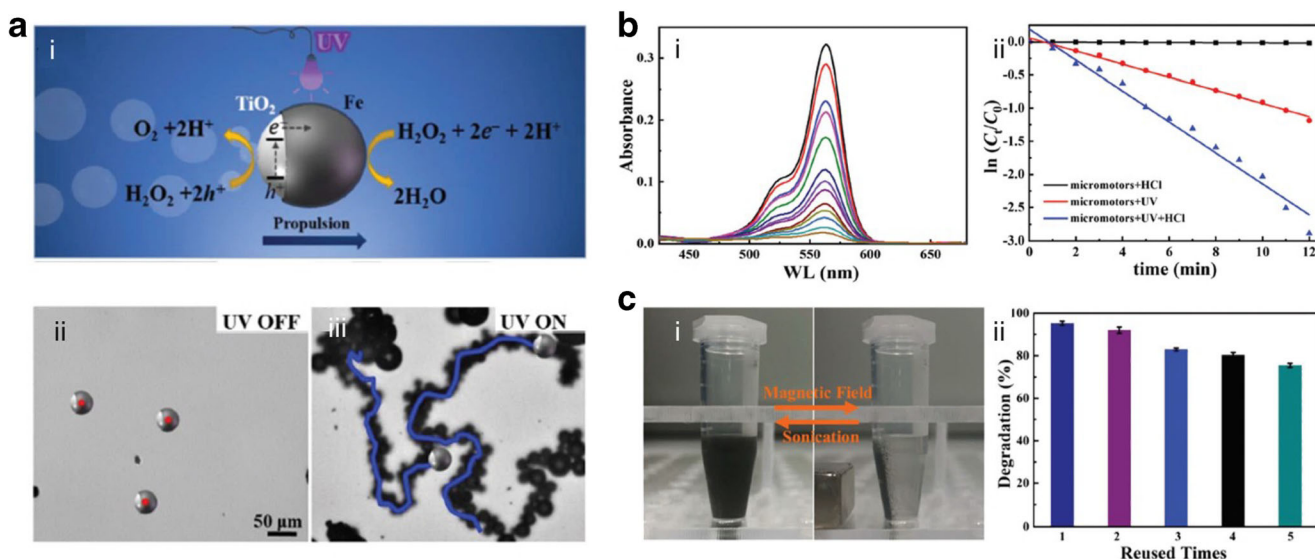 a
i
UV
TiO₂
Fe
O₂ +2H⁺
e⁻
H₂O₂ + 2e⁻ + 2H⁺
H₂O₂ +2h⁺
h⁺
2H₂O
Propulsion
ii
UV OFF
50 μm
iii
UV ON
b
i
Absorbance
0.3
0.2
0.1
0.0
450 500 550 600 650
WL (nm)
ii
ln (Cₜ/C₀)
0.0
-0.5
-1.0
-1.5
-2.0
-2.5
-3.0
micromotors+HCl
micromotors+UV
micromotors+UV+HCl
0 2 4 6 8 10 12
time (min)
c
i
Magnetic Field
Sonication
ii
Degradation (%)
100
80
60
40
20
0
1 2 3 4 5
Reused Times